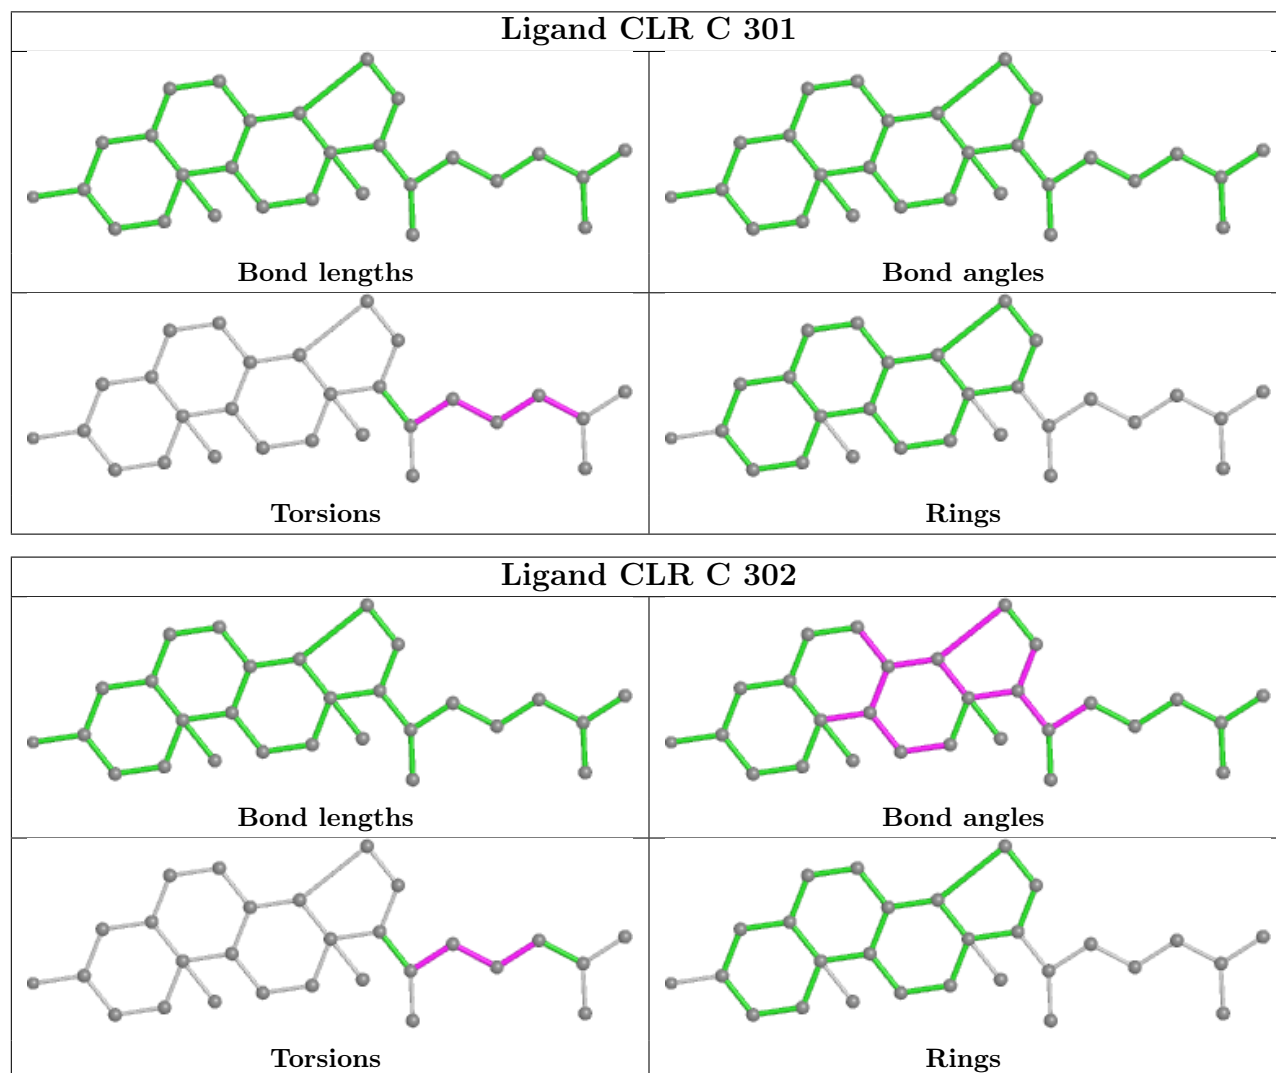 Ligand CLR C 301
Bond lengths
Bond angles
Torsions
Rings
Ligand CLR C 302
Bond lengths
Bond angles
Torsions
Rings